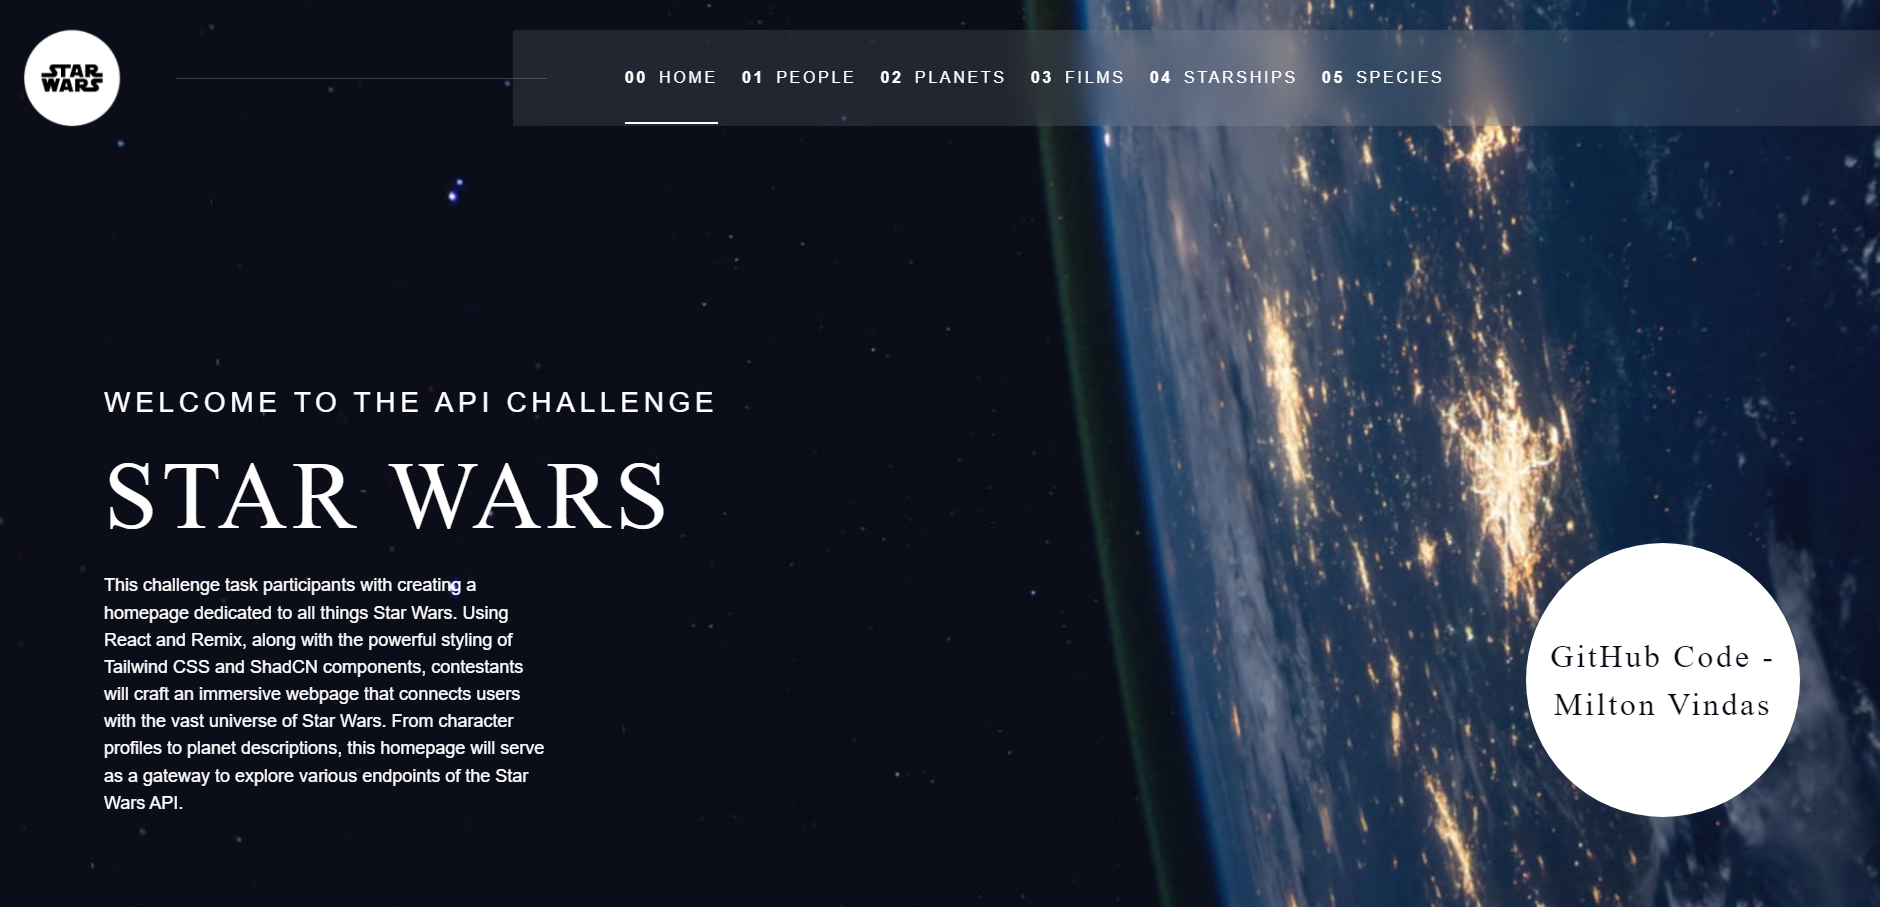 STAR
WARS
00 HOME 01 PEOPLE 02 PLANETS 03 FILMS 04 STARSHIPS 05 SPECIES
WELCOME TO THE API CHALLENGE
STAR WARS
This challenge task participants with creating a
homepage dedicated to all things Star Wars. Using
React and Remix, along with the powerful styling of
Tailwind CSS and ShadCN components, contestants
will craft an immersive webpage that connects users
with the vast universe of Star Wars. From character
profiles to planet descriptions, this homepage will serve
as a gateway to explore various endpoints of the Star
Wars API.
GitHub Code -
Milton Vindas